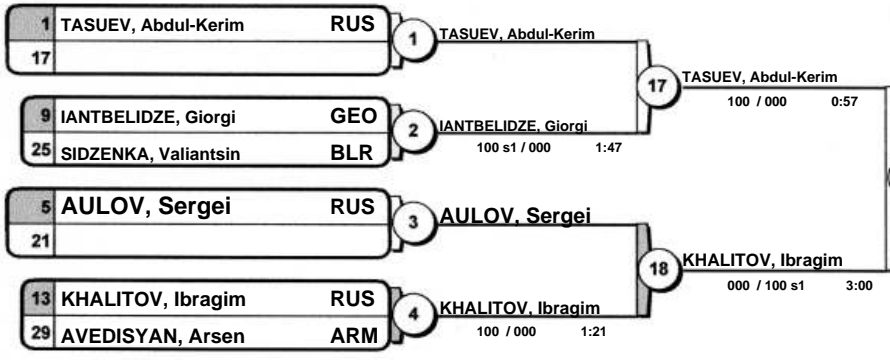 1 TASUEV, Abdul-Kerim RUS
17
1 TASUEV, Abdul-Kerim
9 IANTBELIDZE, Giorgi GEO
25 SIDZENKA, Valiantsin BLR
2 IANTBELIDZE, Giorgi
100 s1 / 000 1:47
17 TASUEV, Abdul-Kerim
100 / 000 0:57
5 AULOV, Sergei RUS
21
3 AULOV, Sergei
13 KHALITOV, Ibragim RUS
29 AVEDISYAN, Arsen ARM
4 KHALITOV, Ibragim
100 / 000 1:21
18 KHALITOV, Ibragim
000 / 100 s1 3:00